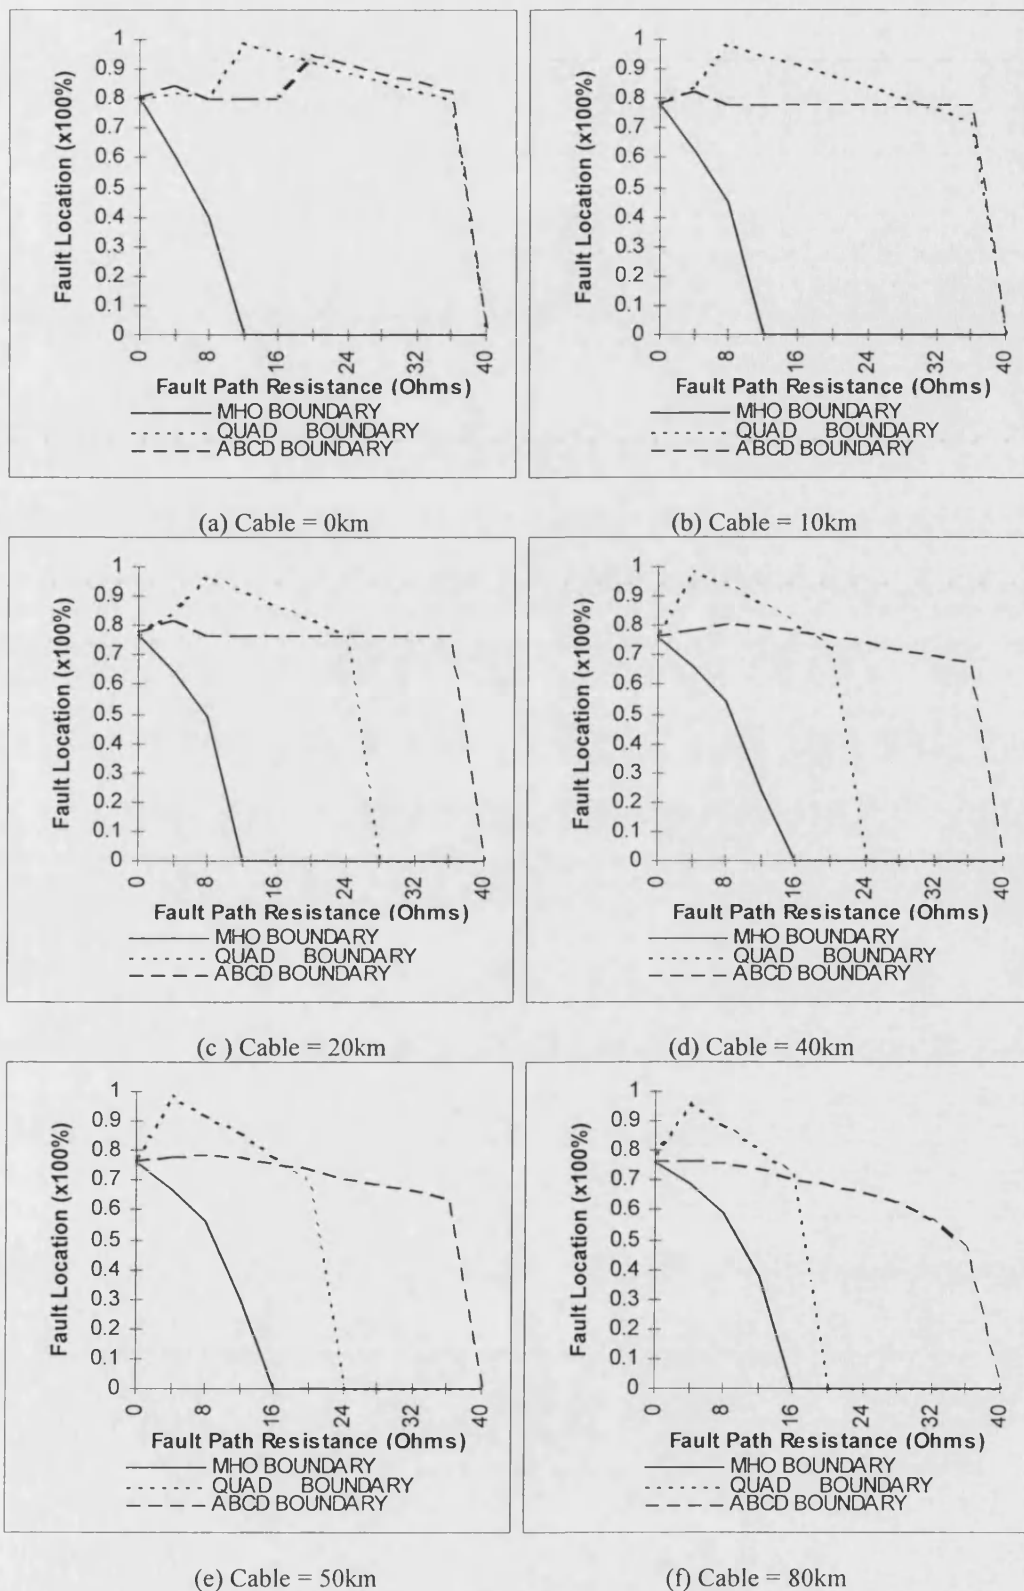 1
0.9
0.8
0.7
0.6
0.5
0.4
0.3
0.2
0.1
0
Fault Location (x100%)
0 8 16 24 32 40
Fault Path Resistance (Ohms)
MHO BOUNDARY
QUAD BOUNDARY
ABCD BOUNDARY
(a) Cable = 0km
1
0.9
0.8
0.7
0.6
0.5
0.4
0.3
0.2
0.1
0
Fault Location (x100%)
0 8 16 24 32 40
Fault Path Resistance (Ohms)
MHO BOUNDARY
QUAD BOUNDARY
ABCD BOUNDARY
(b) Cable = 10km
1
0.9
0.8
0.7
0.6
0.5
0.4
0.3
0.2
0.1
0
Fault Location (x100%)
0 8 16 24 32 40
Fault Path Resistance (Ohms)
MHO BOUNDARY
QUAD BOUNDARY
ABCD BOUNDARY
(c ) Cable = 20km
1
0.9
0.8
0.7
0.6
0.5
0.4
0.3
0.2
0.1
0
Fault Location (x100%)
0 8 16 24 32 40
Fault Path Resistance (Ohms)
MHO BOUNDARY
QUAD BOUNDARY
ABCD BOUNDARY
(d) Cable = 40km
1
0.9
0.8
0.7
0.6
0.5
0.4
0.3
0.2
0.1
0
Fault Location (x100%)
0 8 16 24 32 40
Fault Path Resistance (Ohms)
MHO BOUNDARY
QUAD BOUNDARY
ABCD BOUNDARY
(e) Cable = 50km
1
0.9
0.8
0.7
0.6
0.5
0.4
0.3
0.2
0.1
0
Fault Location (x100%)
0 8 16 24 32 40
Fault Path Resistance (Ohms)
MHO BOUNDARY
QUAD BOUNDARY
ABCD BOUNDARY
(f) Cable = 80km